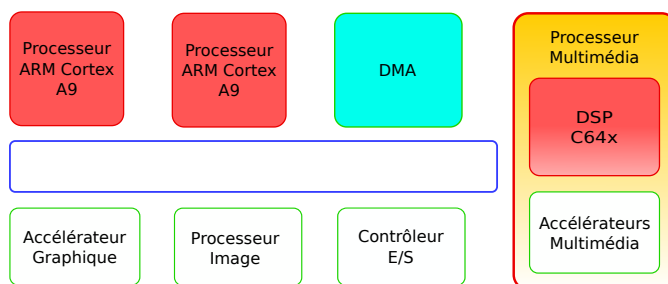 Processeur
ARM Cortex
A9
Processeur
ARM Cortex
A9
DMA
Processeur
Multimédia
DSP
C64x
Accélérateur
Graphique
Processeur
Image
Contrôleur
E/S
Accélérateurs
Multimédia